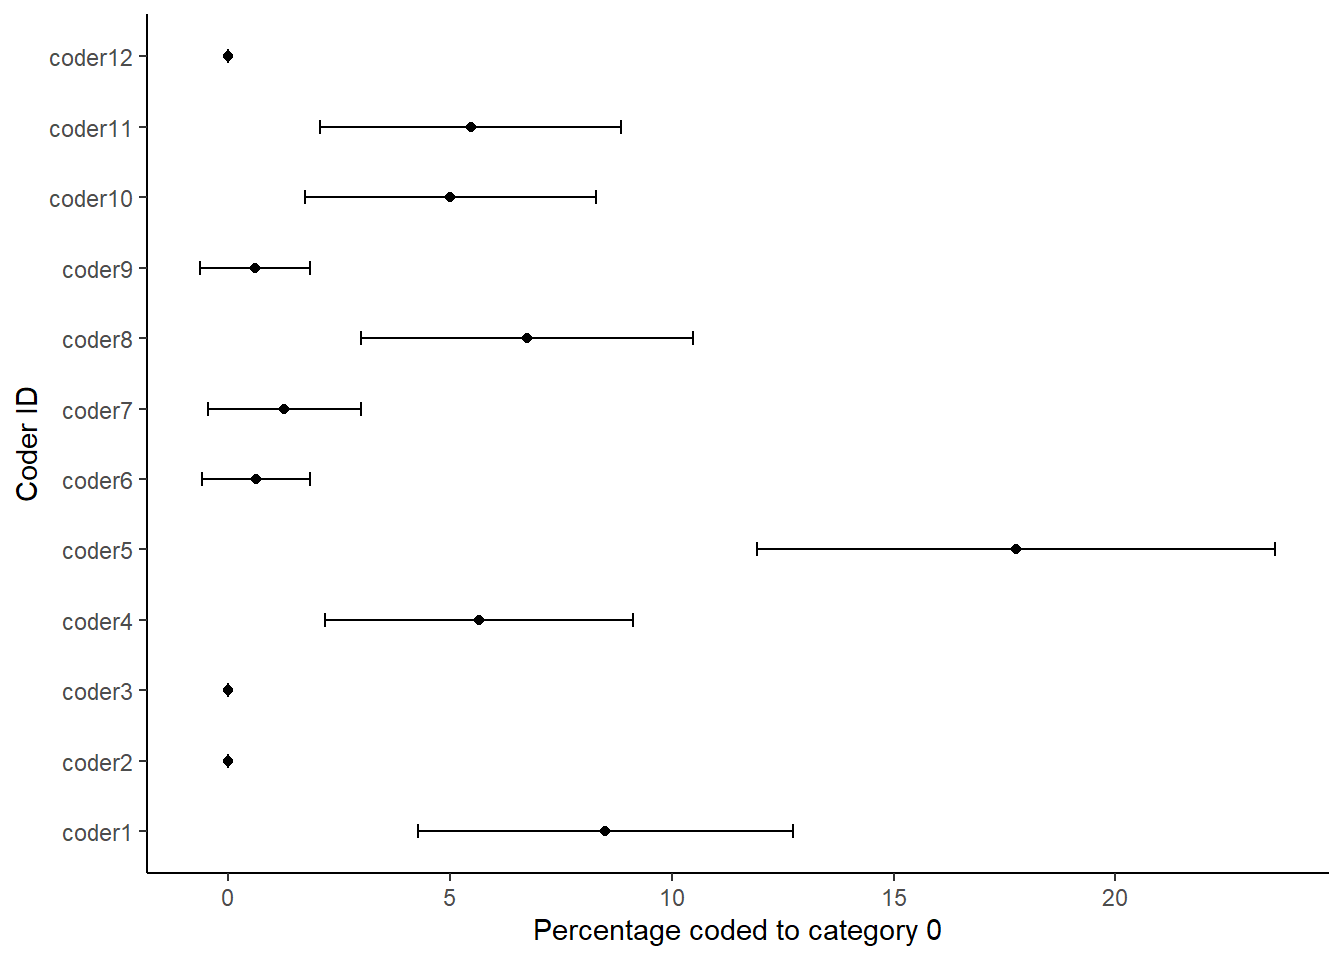 Coder ID
coder12
coder11
coder10
coder9
coder8
coder7
coder6
coder5
coder4
coder3
coder2
coder1
0 5 10 15 20
Percentage coded to category 0